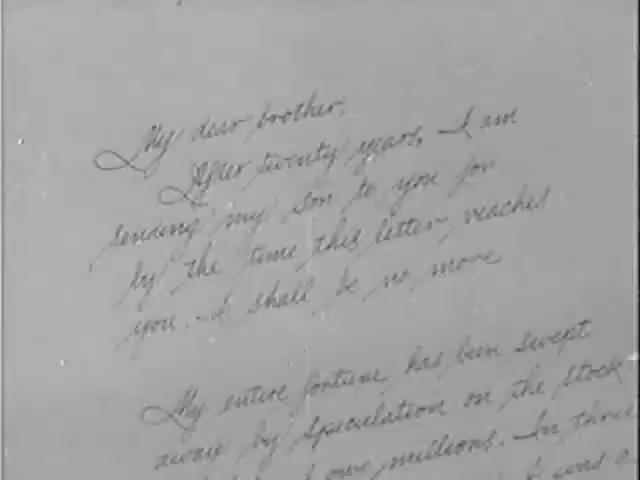 My dear brother,
After twenty years, I am
sending my son to you for
by the time this letter reaches
you. I shall be no more
My entire fortune has been swept
away by speculation on the stock
I owe millions. In three
I was a